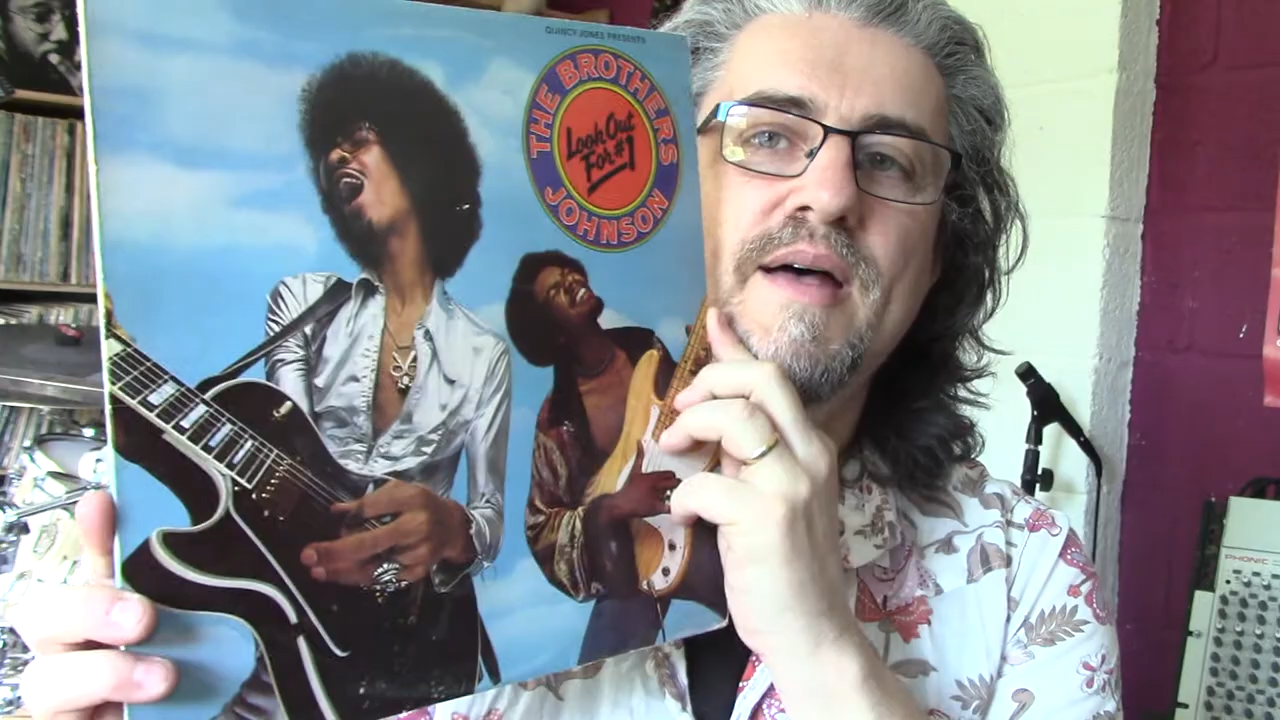 QUINCY JONES PRESENTS
THE BROTHERS
Look Out
For #1
JOHNSON
PHONIC